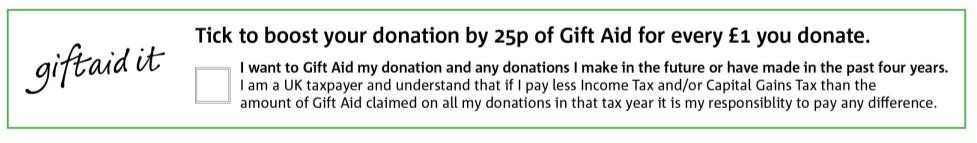 giftaid it
Tick to boost your donation by 25p of Gift Aid for every £1 you donate.
I want to Gift Aid my donation and any donations I make in the future or have made in the past four years.
I am a UK taxpayer and understand that if I pay less Income Tax and/or Capital Gains Tax than the
amount of Gift Aid claimed on all my donations in that tax year it is my responsiblity to pay any difference.